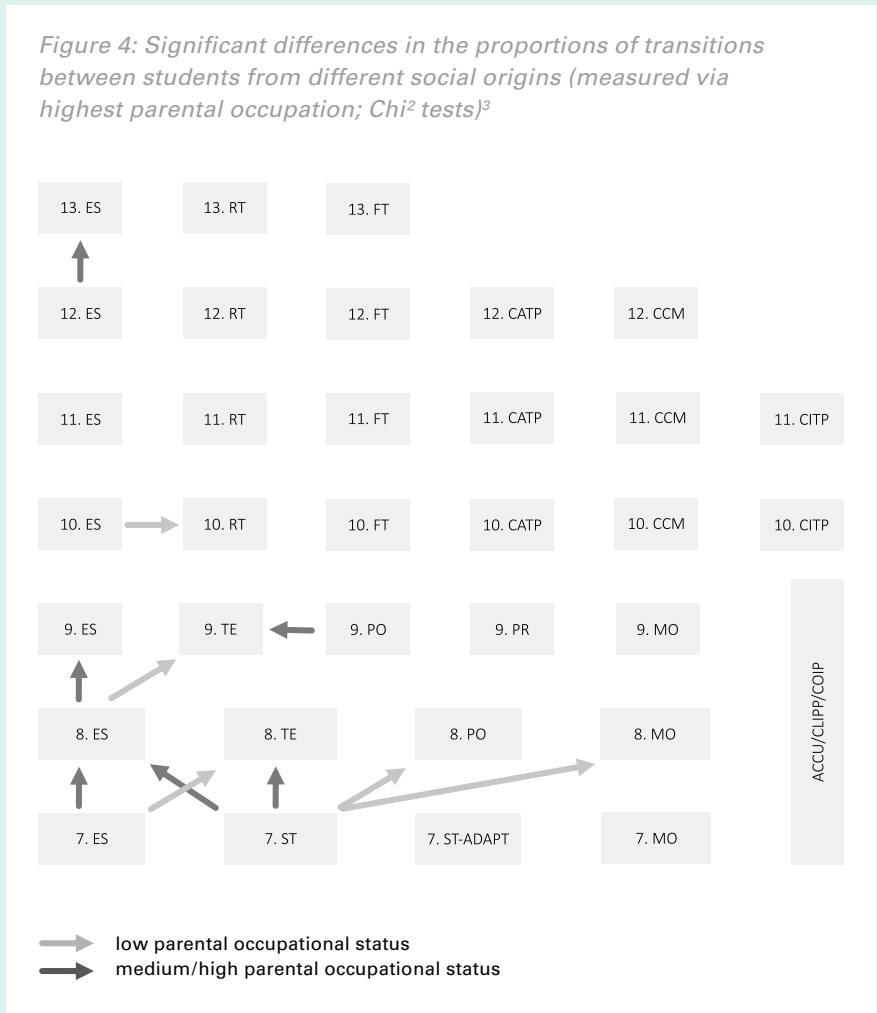 Figure 4: Significant differences in the proportions of transitions
between students from different social origins (measured via
highest parental occupation; Chi² tests)³
13. ES
13. RT
13. FT
12. ES
12. RT
12. FT
12. CATP
12. CCM
11. ES
11. RT
11. FT
11. CATP
11. CCM
11. CITP
10. ES
10. RT
10. FT
10. CATP
10. CCM
10. CITP
9. ES
9. TE
9. PO
9. PR
9. MO
ACCU/CLIPP/COIP
8. ES
8. TE
8. PO
8. MO
7. ES
7. ST
7. ST-ADAPT
7. MO
low parental occupational status
medium/high parental occupational status